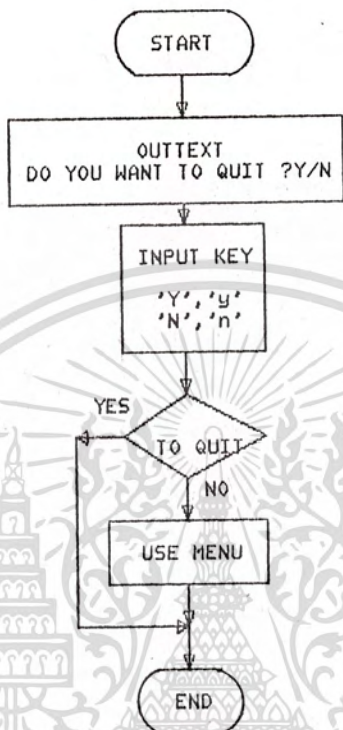 START
OUTTEXT
DO YOU WANT TO QUIT ?Y/N
INPUT KEY
'Y','y'
'N','n'
YES
TO QUIT
NO
USE MENU
END